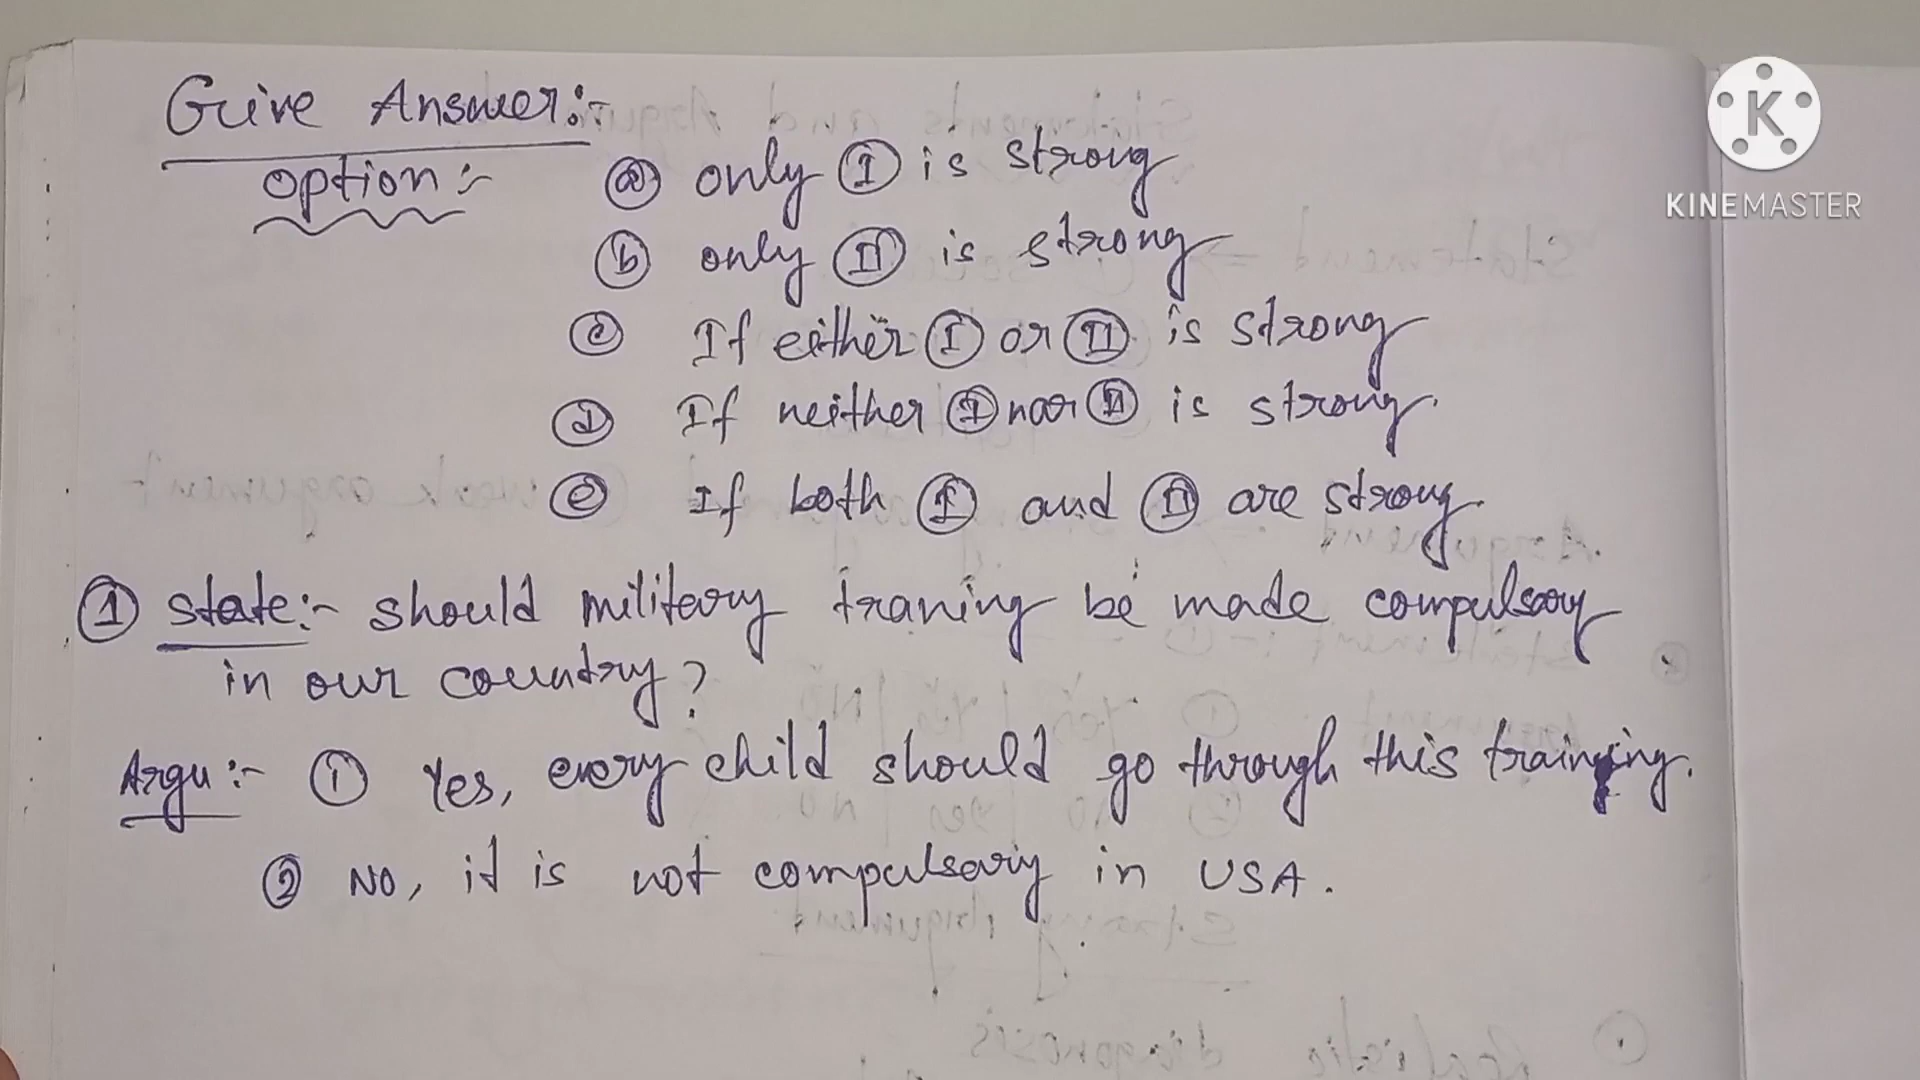 Give Answer:-
option:- ⓐ only Ⓘ is strong
ⓑ only Ⓘⓘ is strong
ⓒ If either Ⓘ or ⓘⓘ is strong
ⓓ If neither Ⓘ nor ⓘⓘ is strong.
ⓔ If both Ⓘ and ⓘⓘ are strong.
① state:- should military traning be made compulsory
in our country?
Argu:- ① Yes, every child should go through this training.
② NO, it is not compulsary in USA.
K
KINEMASTER